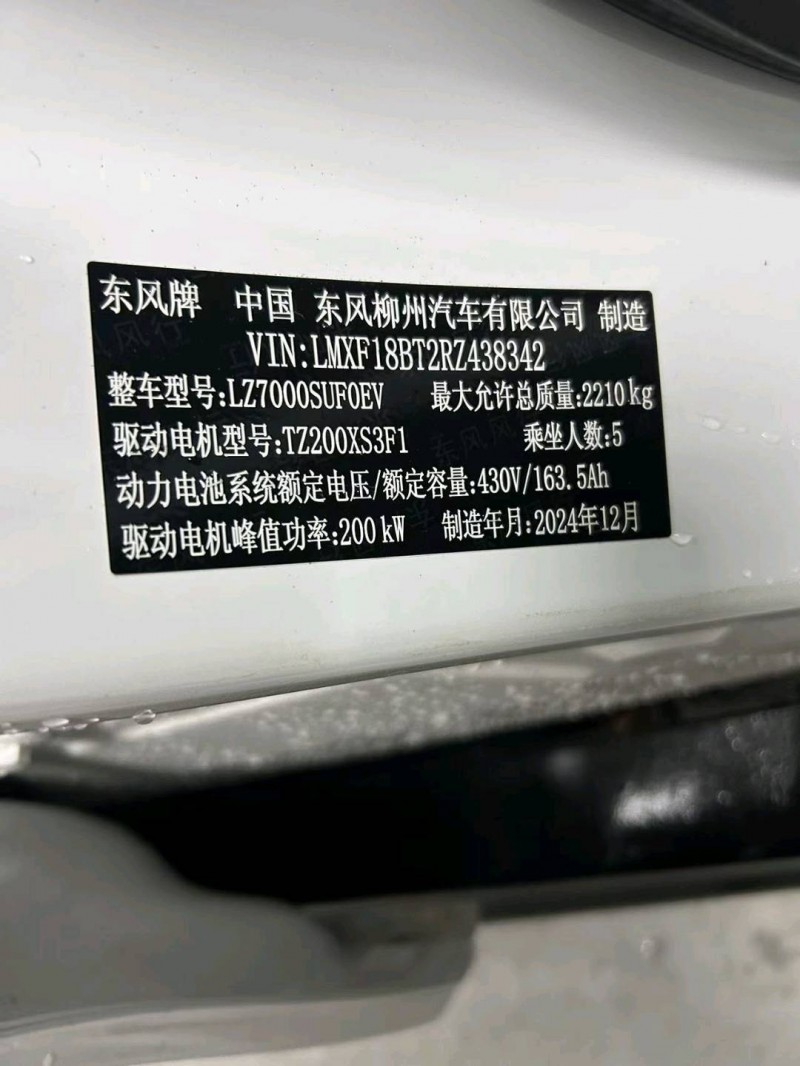 东风牌 中国 东风柳州汽车有限公司 制造
VIN:LMXF18BT2RZ438342
整车型号:LZ7000SUF0EV 最大允许总质量:2210kg
驱动电机型号:TZ200XS3F1 乘坐人数:5
动力电池系统额定电压/额定容量:430V/163.5Ah
驱动电机峰值功率:200kW 制造年月:2024年12月